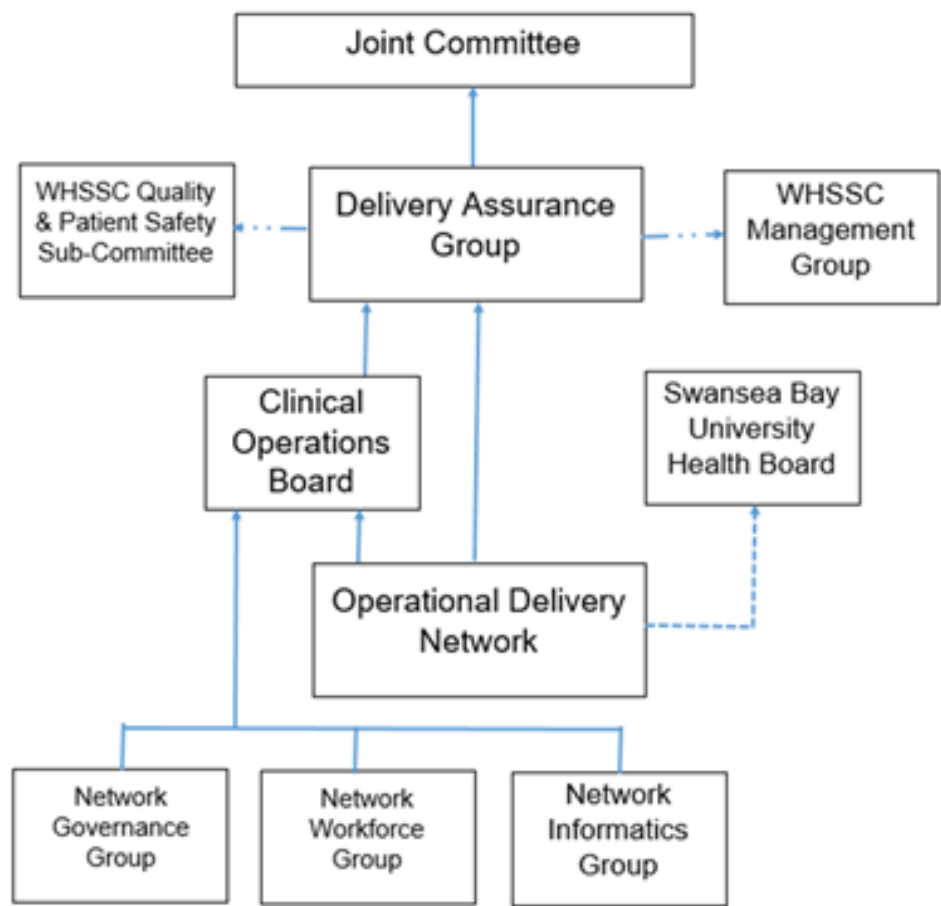 Joint Committee
WHSSC Quality
& Patient Safety
Sub-Committee
Delivery Assurance
Group
WHSSC
Management
Group
Clinical
Operations
Board
Swansea Bay
University
Health Board
Operational Delivery
Network
Network
Governance
Group
Network
Workforce
Group
Network
Informatics
Group